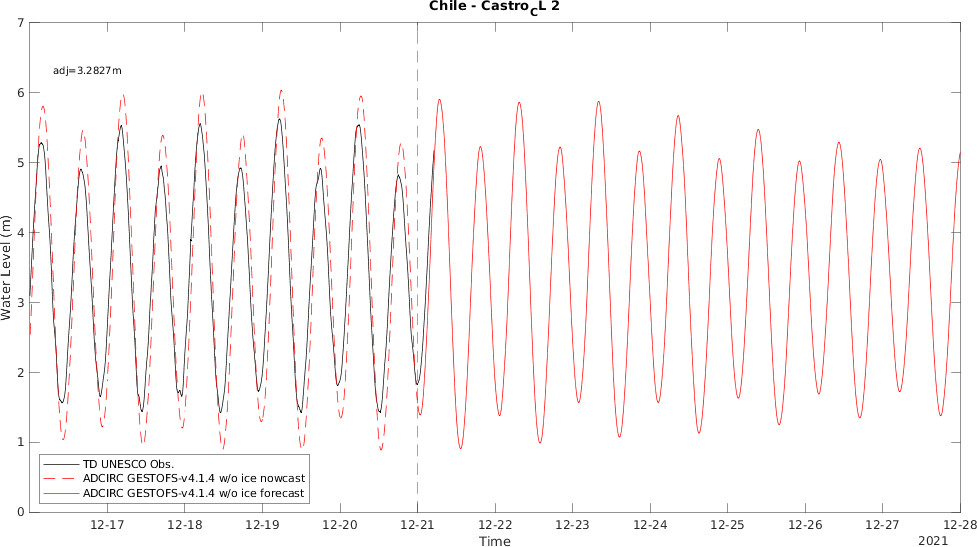 Chile - CastroCL 2
adj=3.2827m
Water Level (m)
7
6
5
4
3
2
1
0
TD UNESCO Obs.
ADCIRC GESTOFS-v4.1.4 w/o ice nowcast
ADCIRC GESTOFS-v4.1.4 w/o ice forecast
12-17 12-18 12-19 12-20 12-21 12-22 12-23 12-24 12-25 12-26 12-27 12-28
Time
2021